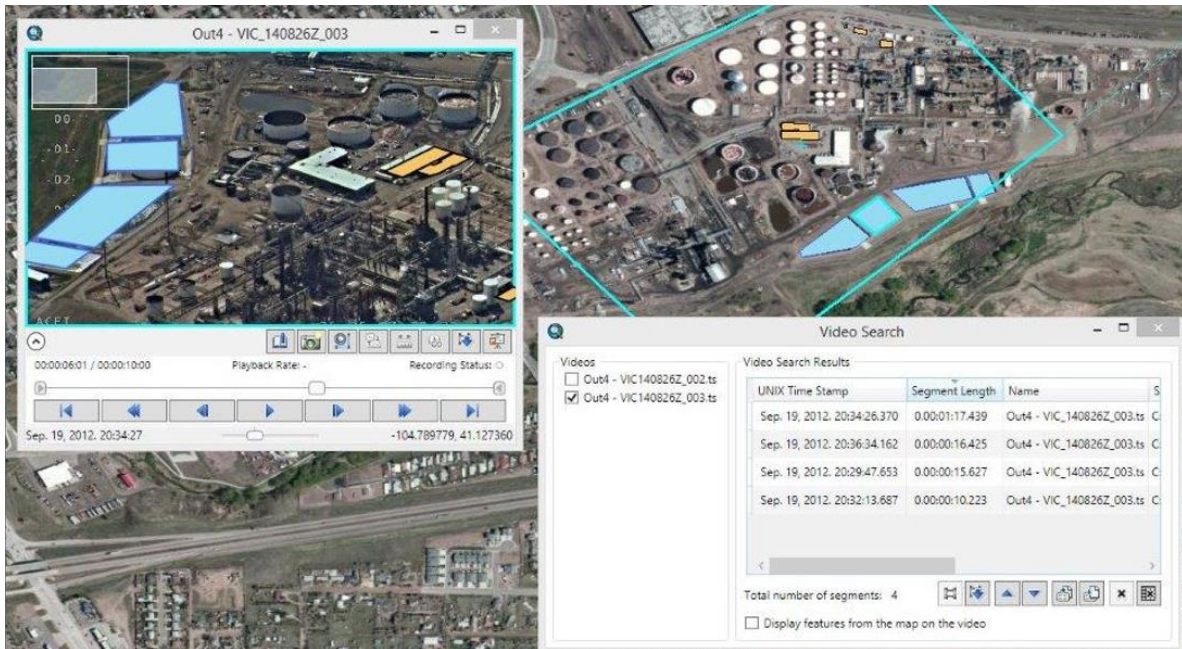 Out4 - VIC_140826Z_003
00
-01-
-02-
ACFT
00:00:06:01 / 00:00:10:00 Playback Rate: - Recording Status:
Sep. 19, 2012. 20:34:27 -104.789779, 41.127360
Video Search
Videos
Out4 - VIC140826Z_002.ts
Out4 - VIC140826Z_003.ts
Video Search Results
UNIX Time Stamp Segment Length Name S
Sep. 19, 2012. 20:34:26.370 0.00:01:17.439 Out4 - VIC_140826Z_003.ts C:
Sep. 19, 2012. 20:36:34.162 0.00:00:16.425 Out4 - VIC_140826Z_003.ts C:
Sep. 19, 2012. 20:29:47.653 0.00:00:15.627 Out4 - VIC_140826Z_003.ts C:
Sep. 19, 2012. 20:32:13.687 0.00:00:10.223 Out4 - VIC_140826Z_003.ts C:
Total number of segments: 4
Display features from the map on the video